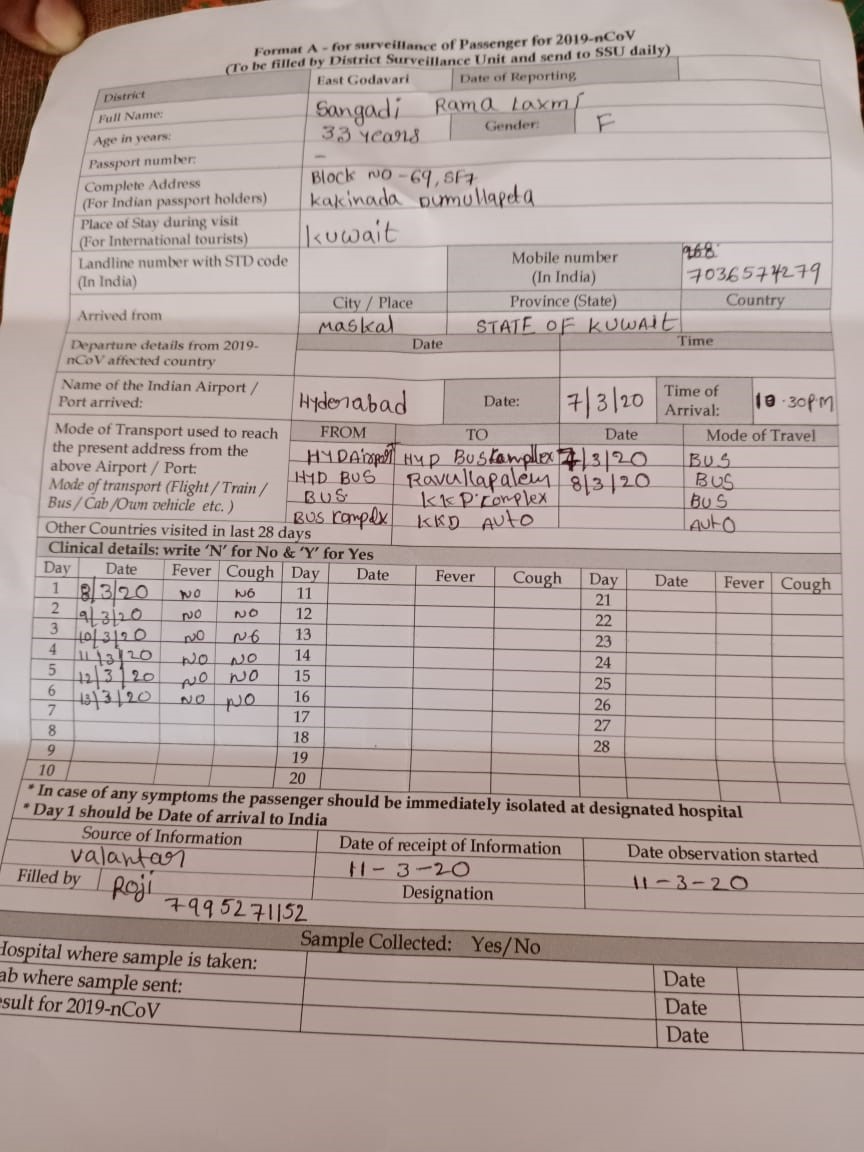 Format A - for surveillance of Passenger for 2019-nCoV
(To be filled by District Surveillance Unit and send to SSU daily)
District East Godavari Date of Reporting
Full Name: Sangadi Rama Laxmi
Age in years: 33 years Gender: F
Passport number: –
Complete Address Block NO - 69, SF7
(For Indian passport holders) Kakinada Dumullapeta
Place of Stay during visit
(For International tourists) Kuwait
Landline number with STD code Mobile number 968
(In India) (In India) 7036574279
Arrived from City / Place Province (State) Country
Maskal STATE OF KUWAIt
Departure details from 2019- Date Time
nCoV affected country
Name of the Indian Airport / Time of
Port arrived: Hyderabad Date: 7/3/20 Arrival: 10.30PM
Mode of Transport used to reach FROM TO Date Mode of Travel
the present address from the HYDAirport HYD BusKampllex 7/3/20 BUS
above Airport / Port: HYD BUS Ravullapalem 8/3/20 BUS
Mode of transport (Flight / Train / BUS KKP complex BUS
Bus / Cab /Own vehicle etc. ) BUS Komplex KKD AUTO AUtO
Other Countries visited in last 28 days
Clinical details: write 'N' for No & 'Y' for Yes
Day Date Fever Cough Day Date Fever Cough Day Date Fever Cough
1 8/3/20 NO NO 11 21
2 9/3/20 NO NO 12 22
3 10/3/20 NO NO 13 23
4 11/3/20 NO NO 14 24
5 12/3/20 NO NO 15 25
6 13/3/20 NO NO 16 26
7 17 27
8 18 28
9 19
10 20
* In case of any symptoms the passenger should be immediately isolated at designated hospital
* Day 1 should be Date of arrival to India
Source of Information Date of receipt of Information Date observation started
Valantar 11-3-20 11-3-20
Filled by Roji Designation
7995271152
Sample Collected: Yes/No
Hospital where sample is taken: Date
ab where sample sent: Date
esult for 2019-nCoV Date